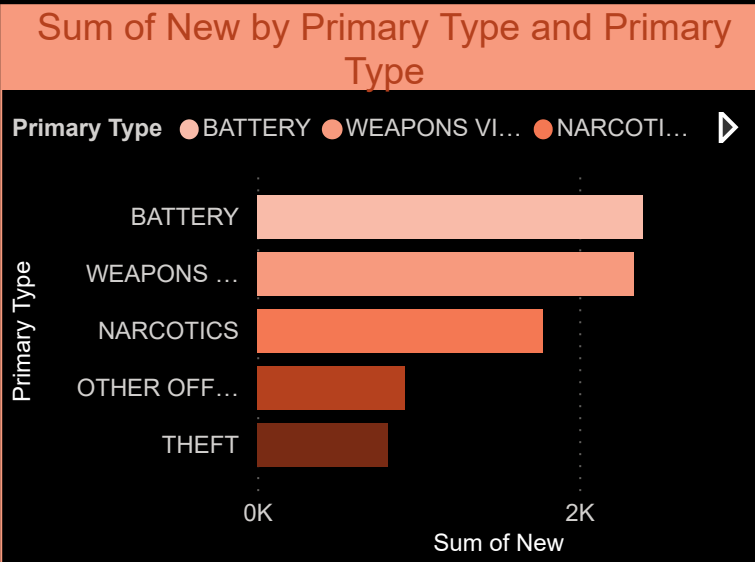 Sum of New by Primary Type and Primary
Type
Primary Type BATTERY WEAPONS VI… NARCOTI…
BATTERY
WEAPONS …
NARCOTICS
OTHER OFF…
THEFT
Primary Type
0K 2K
Sum of New